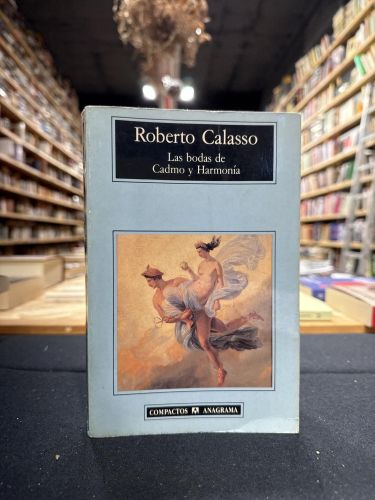 Roberto Calasso
Las bodas de
Cadmo y Harmonía
COMPACTOS A ANAGRAMA